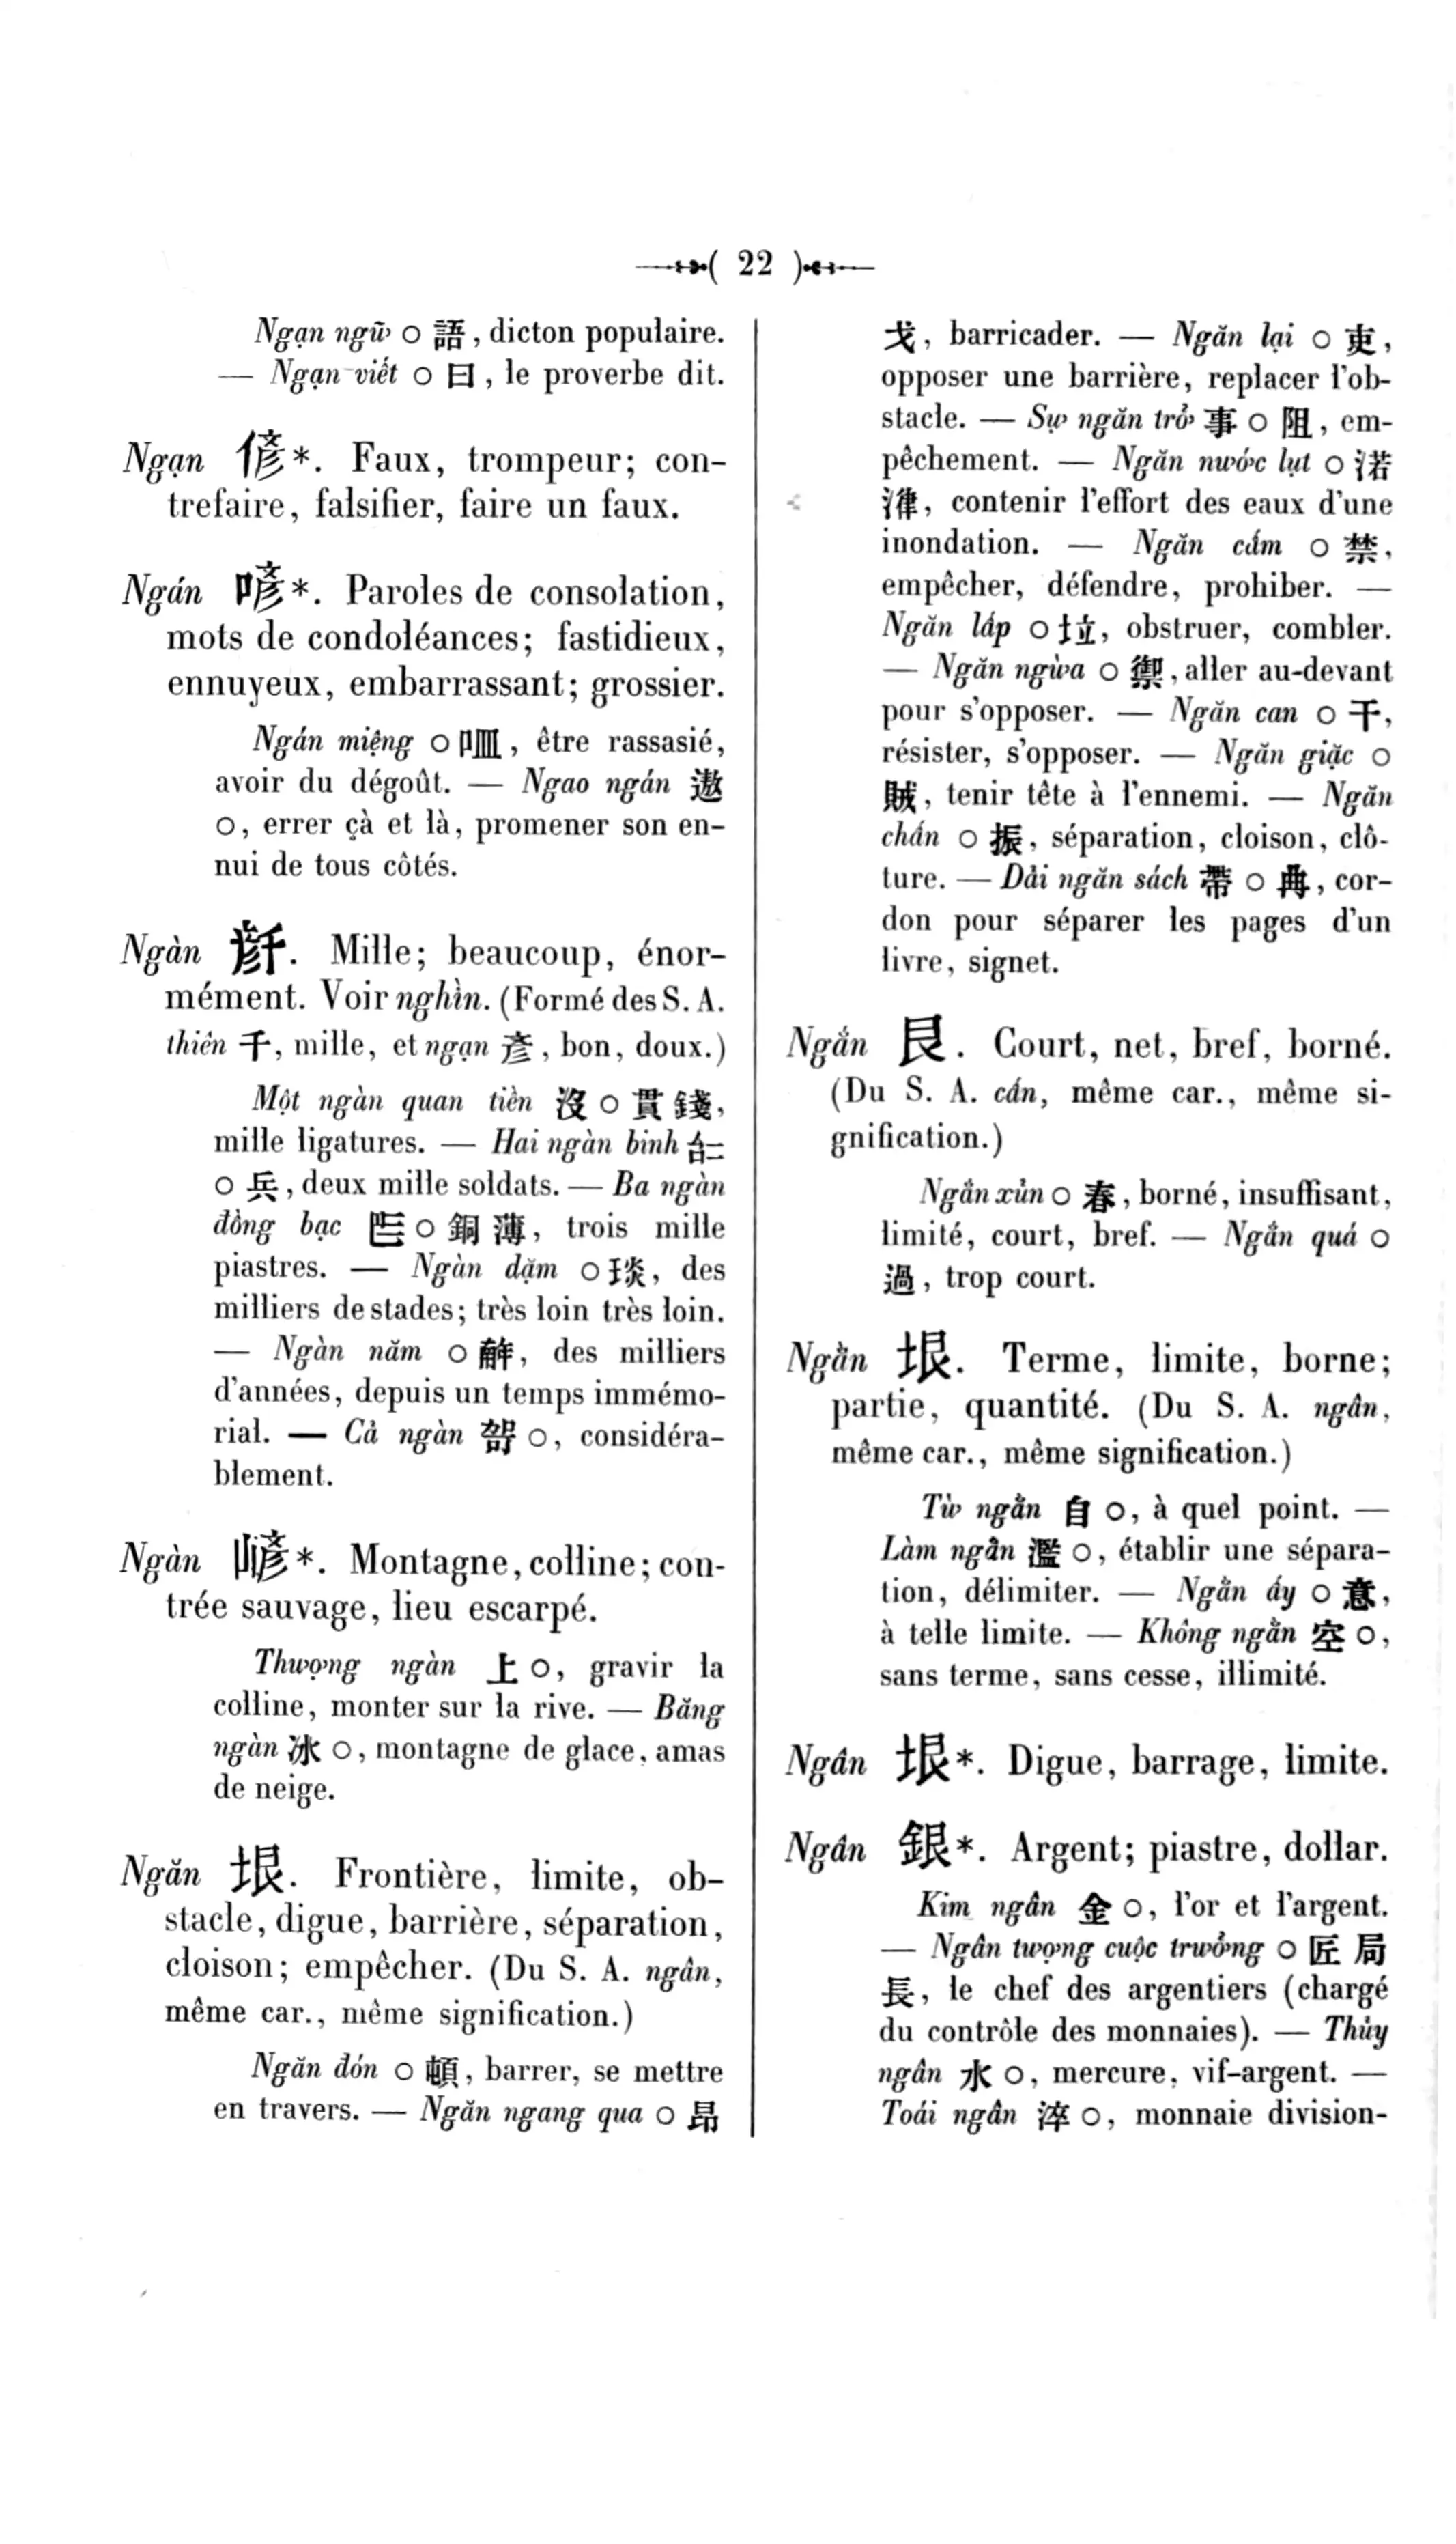 ( 22 )
Ngạn ngữ o 語, dicton populaire.
— Ngạn viết o 曰, le proverbe dit.
Ngạn 偐*. Faux, trompeur; con-
trefaire, falsifier, faire un faux.
Ngán 喭*. Paroles de consolation,
mots de condoléances; fastidieux,
ennuyeux, embarrassant; grossier.
Ngán miệng o 𠰘, être rassasié,
avoir du dégoût. — Ngao ngán 遨
o, errer çà et là, promener son en-
nui de tous côtés.
Ngàn 𠦳. Mille; beaucoup, énor-
mément. Voir nghìn. (Formé des S. A.
thiên 千, mille, et ngạn 彥, bon, doux.)
Một ngàn quan tiền 沒 o 貫 錢,
mille ligatures. — Hai ngàn binh 𠄩
o 兵, deux mille soldats. — Ba ngàn
đồng bạc 𠀧 o 銅 薄, trois mille
piastres. — Ngàn dặm o 琰, des
milliers de stades; très loin très loin.
— Ngàn năm o 𢆥, des milliers
d'années, depuis un temps immémo-
rial. — Cả ngàn 哿 o, considéra-
blement.
Ngàn 嵃*. Montagne, colline; con-
trée sauvage, lieu escarpé.
Thượng ngàn 上 o, gravir la
colline, monter sur la rive. — Băng
ngàn 冰 o, montagne de glace, amas
de neige.
Ngăn 垠. Frontière, limite, ob-
stacle, digue, barrière, séparation,
cloison; empêcher. (Du S. A. ngân,
même car., même signification.)
Ngăn đón o 頓, barrer, se mettre
en travers. — Ngăn ngang qua o 昂
戈, barricader. — Ngăn lại o 吏,
opposer une barrière, replacer l'ob-
stacle. — Sự ngăn trở 事 o 阻, em-
pêchement. — Ngăn nước lụt o 渃
潷, contenir l'effort des eaux d'une
inondation. — Ngăn cấm o 禁,
empêcher, défendre, prohiber. —
Ngăn lấp o 垃, obstruer, combler.
— Ngăn ngừa o 禦, aller au-devant
pour s'opposer. — Ngăn can o 干,
résister, s'opposer. — Ngăn giặc o
賊, tenir tête à l'ennemi. — Ngăn
chấn o 振, séparation, cloison, clô-
ture. — Dải ngăn sách 帶 o 冊, cor-
don pour séparer les pages d'un
livre, signet.
Ngắn 艮. Court, net, bref, borné.
(Du S. A. cấn, même car., même si-
gnification.)
Ngắn xủn o 春, borné, insuffisant,
limité, court, bref. — Ngắn quá o
過, trop court.
Ngằn 垠. Terme, limite, borne;
partie, quantité. (Du S. A. ngân,
même car., même signification.)
Từ ngằn 自 o, à quel point. —
Làm ngằn 濫 o, établir une sépara-
tion, délimiter. — Ngằn ấy o 意,
à telle limite. — Không ngằn 空 o,
sans terme, sans cesse, illimité.
Ngân 垠*. Digue, barrage, limite.
Ngân 銀*. Argent; piastre, dollar.
Kim ngân 金 o, l'or et l'argent.
— Ngân tượng cuộc trưởng o 匠 局
長, le chef des argentiers (chargé
du contrôle des monnaies). — Thủy
ngân 水 o, mercure, vif-argent. —
Toái ngân 淬 o, monnaie division-